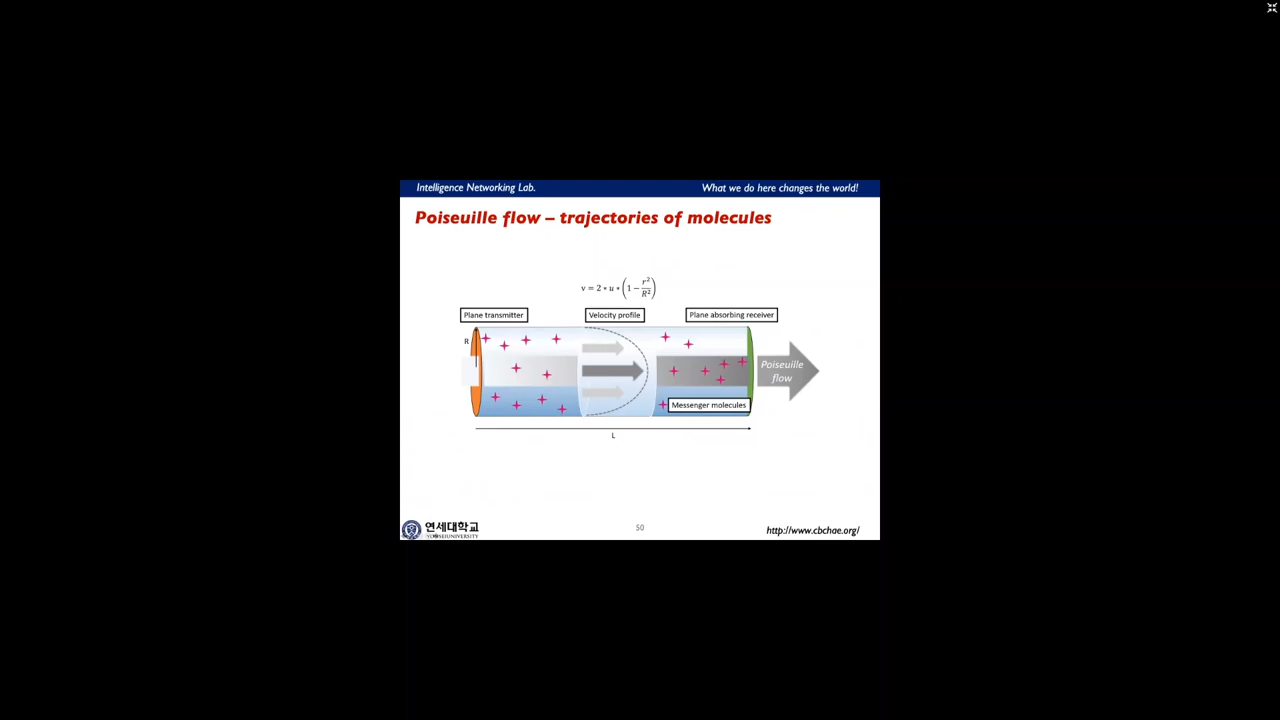 Intelligence Networking Lab.
What we do here changes the world!
Poiseuille flow – trajectories of molecules
v = 2 * u * (1 − r²/R²)
Plane transmitter
Velocity profile
Plane absorbing receiver
R
Poiseuille
flow
Messenger molecules
L
연세대학교
YONSEI UNIVERSITY
50
http://www.cbchae.org/